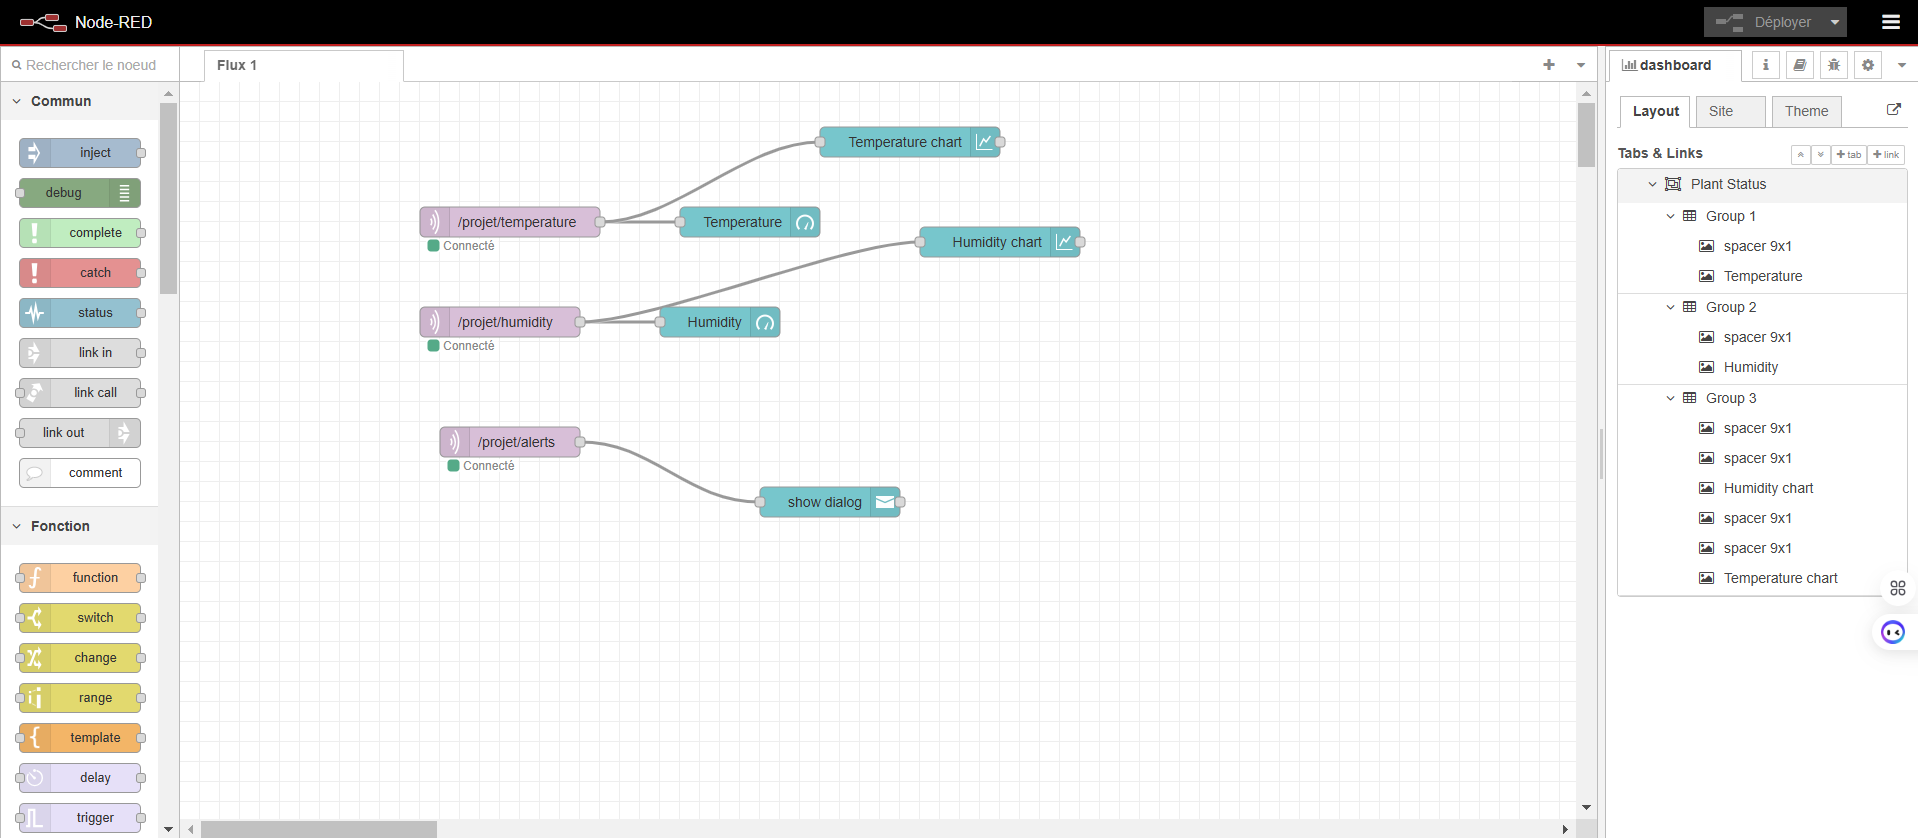 Node-RED
Déployer
Rechercher le noeud
Commun
inject
debug
complete
catch
status
link in
link call
link out
comment
Fonction
function
switch
change
range
template
delay
trigger
Flux 1
Temperature chart
/projet/temperature
Connecté
Temperature
Humidity chart
/projet/humidity
Connecté
Humidity
/projet/alerts
Connecté
show dialog
dashboard
Layout
Site
Theme
Tabs & Links
tab
link
Plant Status
Group 1
spacer 9x1
Temperature
Group 2
spacer 9x1
Humidity
Group 3
spacer 9x1
spacer 9x1
Humidity chart
spacer 9x1
spacer 9x1
Temperature chart